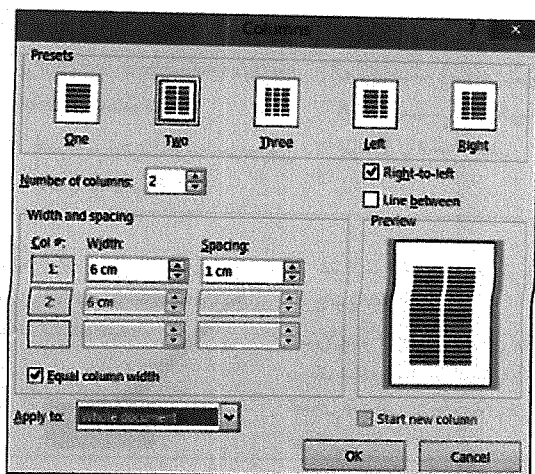 Columns
Presets
One Two Three Left Right
Number of columns: 2
Right-to-left
Line between
Width and spacing
Col #: Width: Spacing:
1: 6 cm 1 cm
2: 6 cm
Equal column width
Preview
Apply to: Whole document
Start new column
OK Cancel